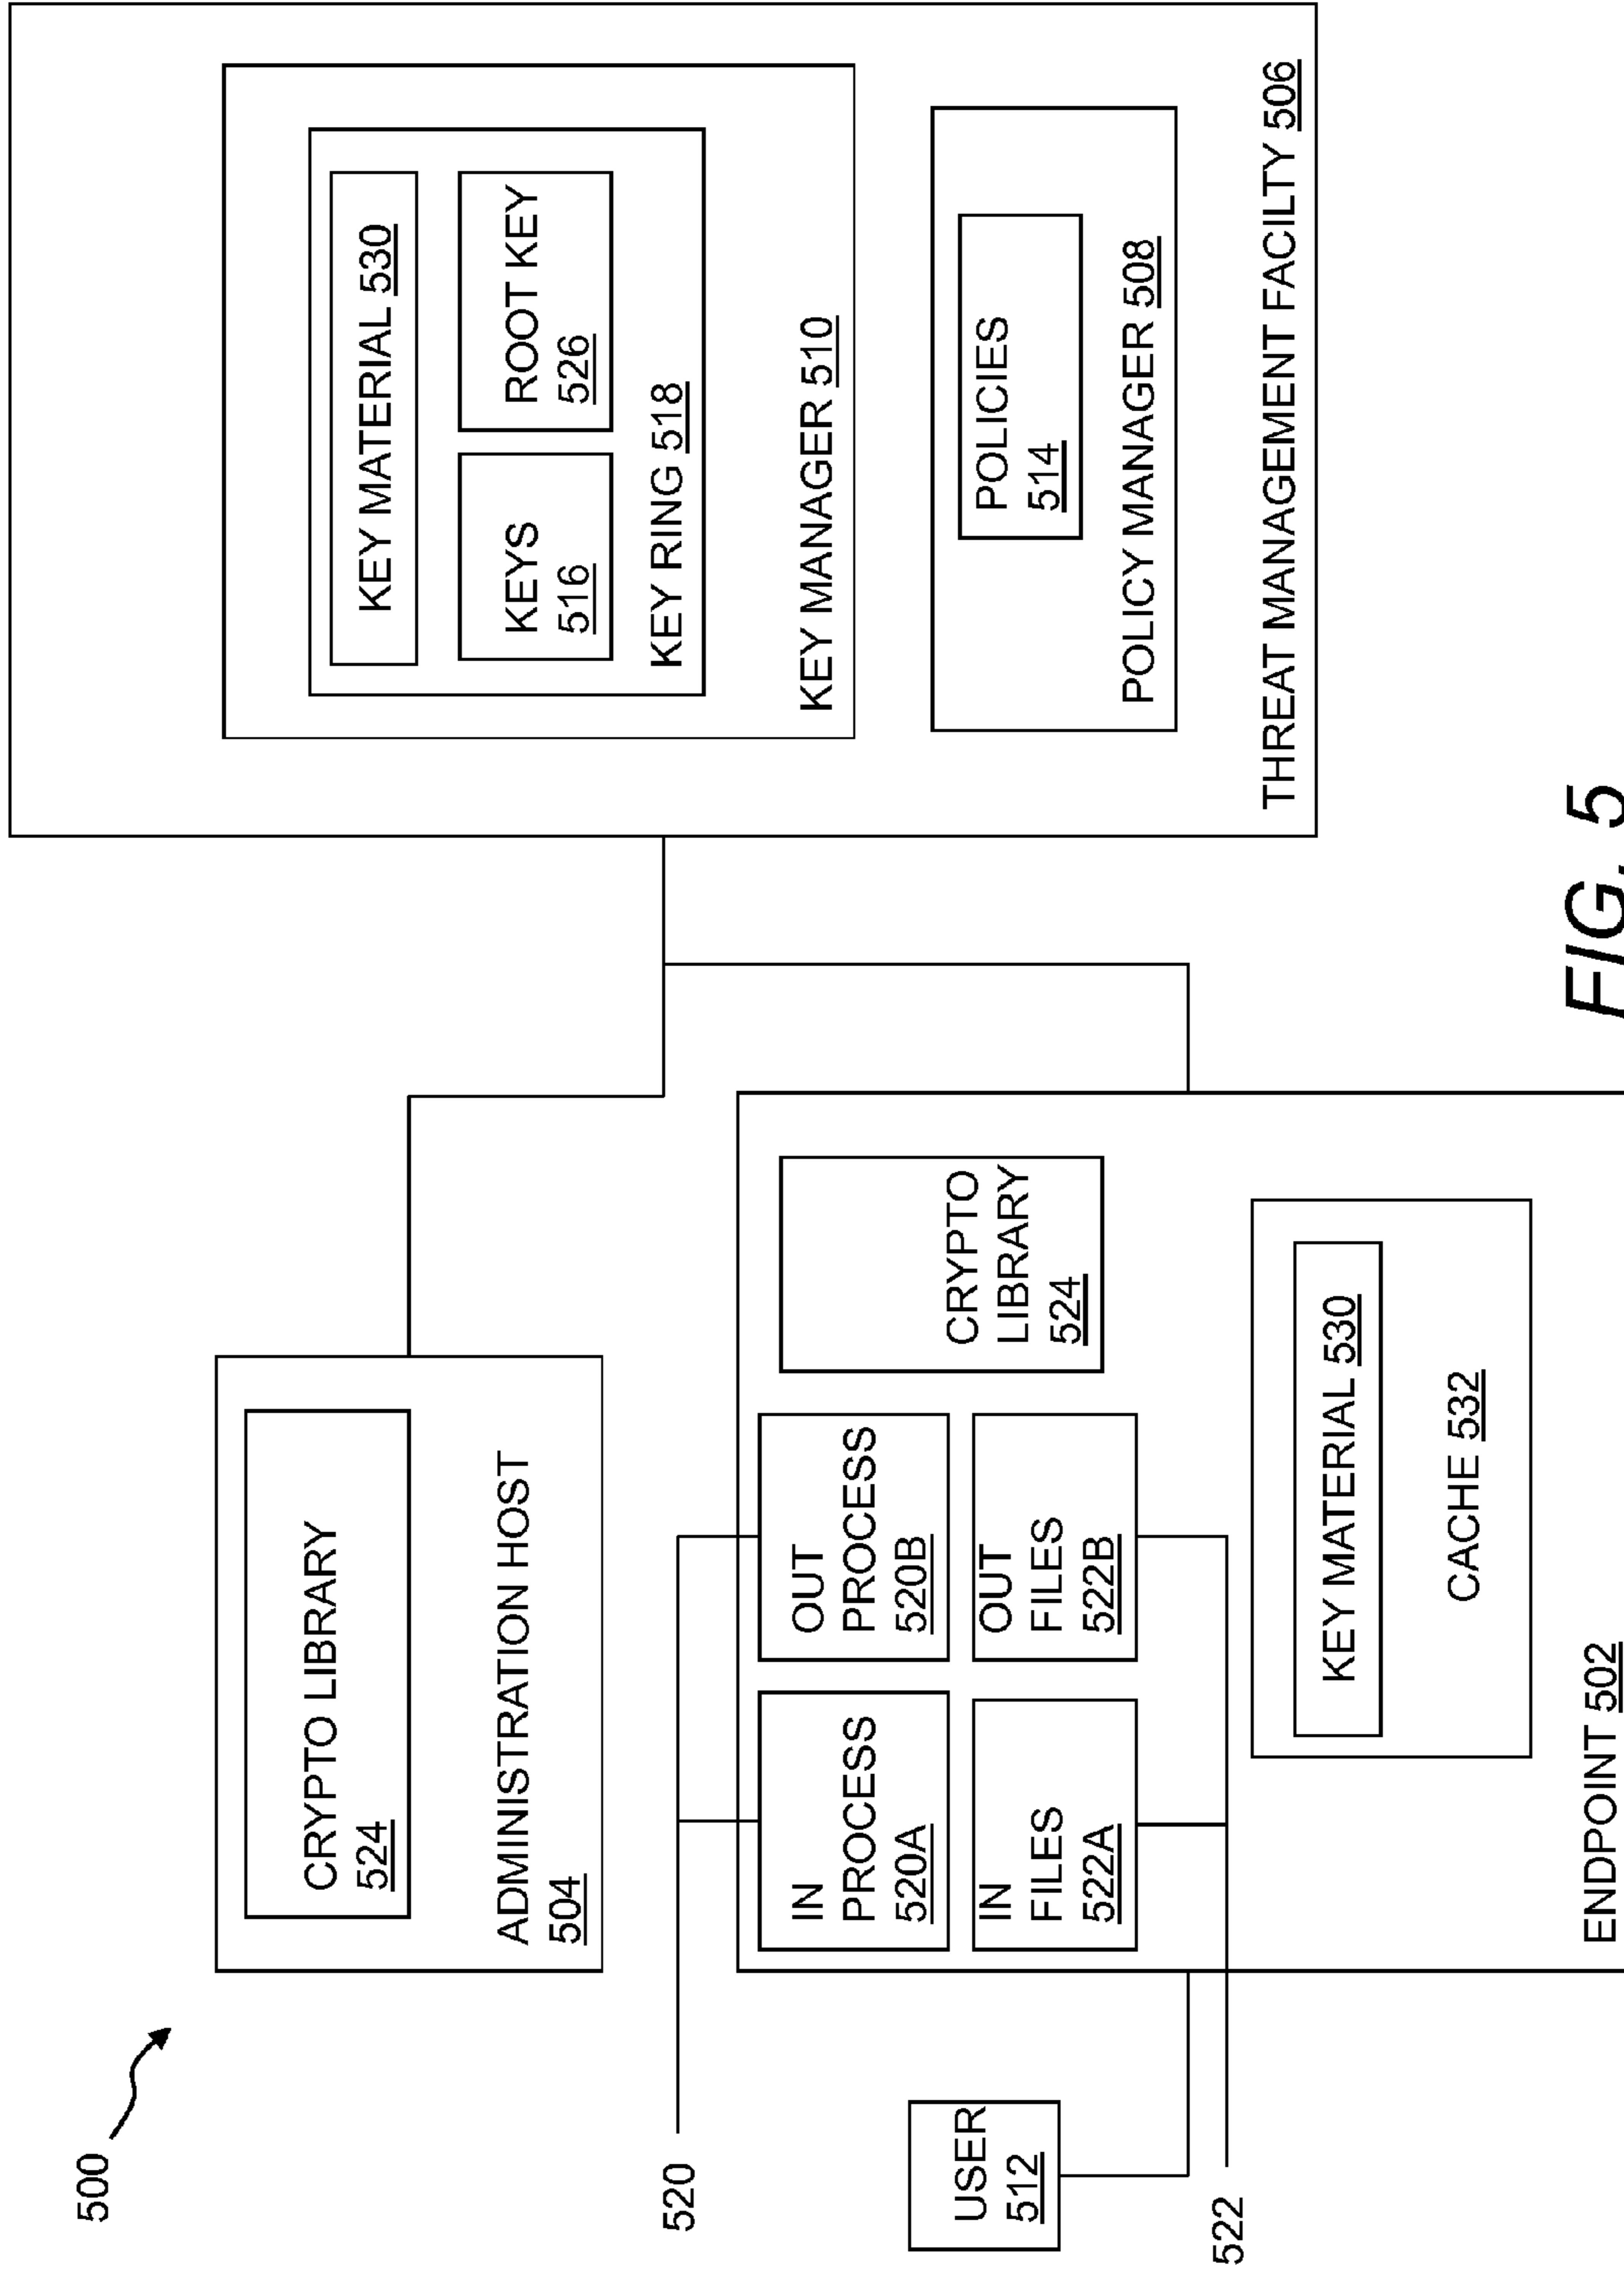 500
CRYPTO LIBRARY
524
ADMINISTRATION HOST
504
KEY MATERIAL 530
KEYS
516
ROOT KEY
526
KEY RING 518
KEY MANAGER 510
POLICIES
514
POLICY MANAGER 508
THREAT MANAGEMENT FACILTY 506
520
USER
512
522
IN
PROCESS
520A
OUT
PROCESS
520B
IN
FILES
522A
OUT
FILES
522B
CRYPTO
LIBRARY
524
KEY MATERIAL 530
CACHE 532
ENDPOINT 502
FIG. 5